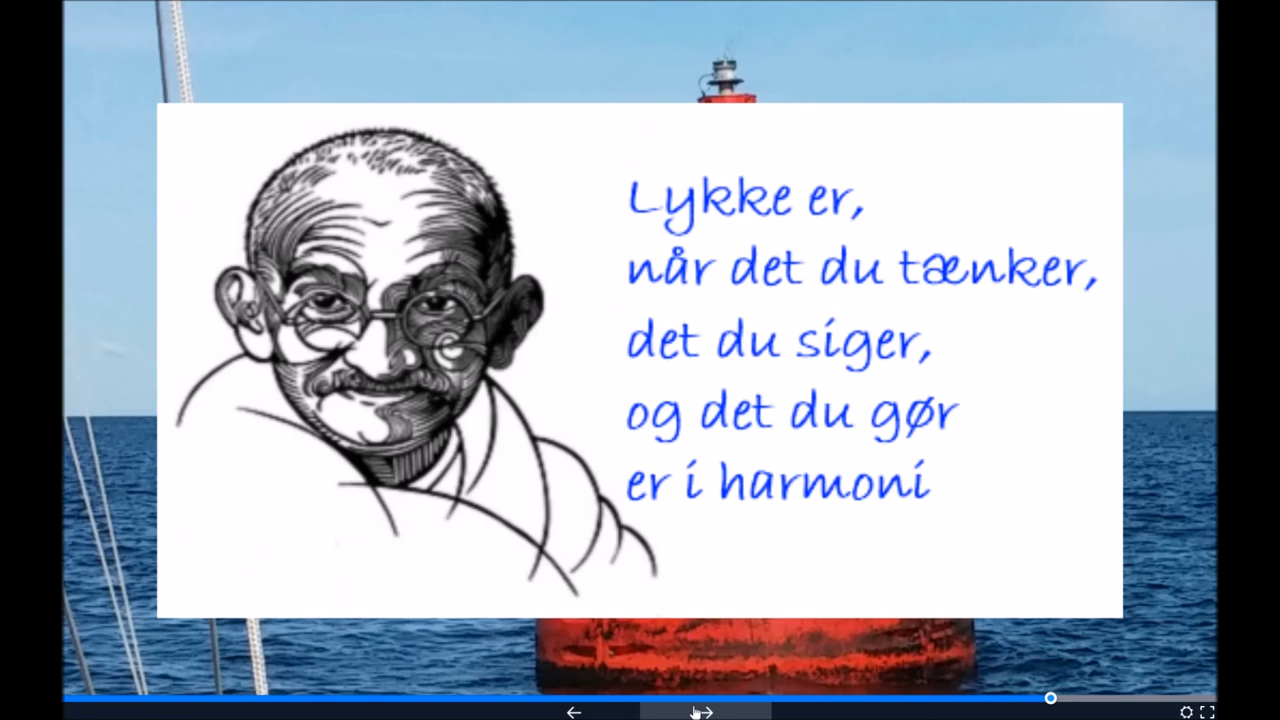 Lykke er,
når det du tænker,
det du siger,
og det du gør
er i harmoni